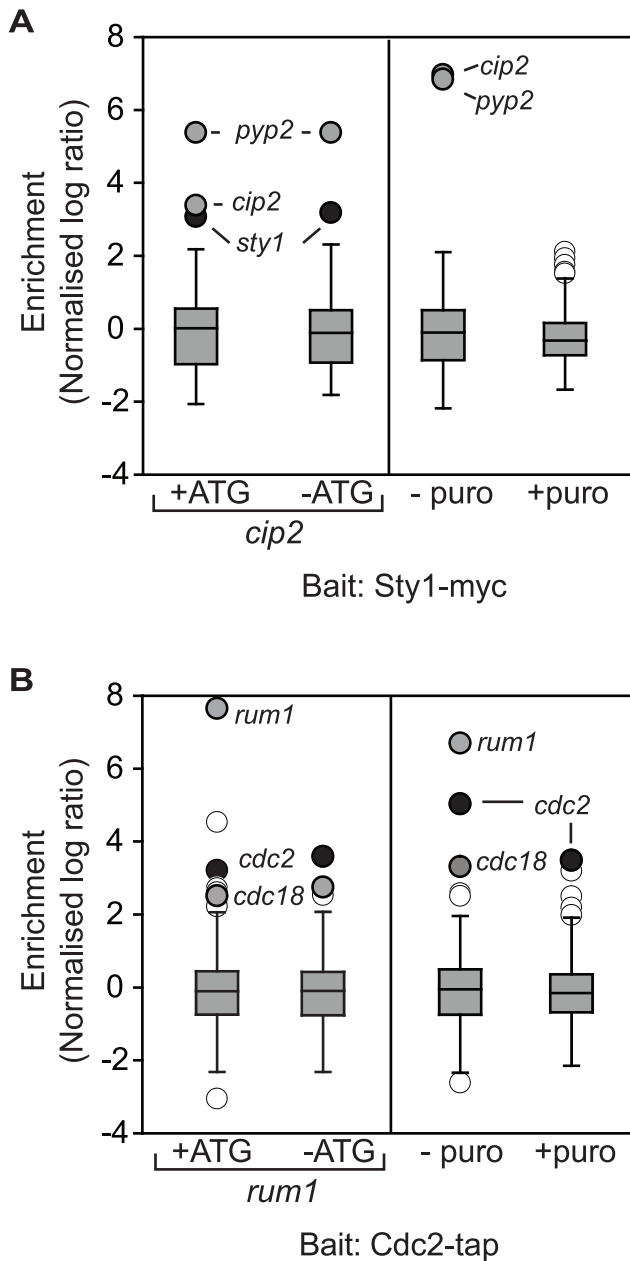 A
Enrichment
(Normalised log ratio)
8
6
4
2
0
-2
-4
pyp2
cip2
sty1
cip2
pyp2
+ATG -ATG - puro +puro
cip2
Bait: Sty1-myc
B
Enrichment
(Normalised log ratio)
8
6
4
2
0
-2
-4
rum1
cdc2
cdc18
rum1
cdc2
cdc18
+ATG -ATG - puro +puro
rum1
Bait: Cdc2-tap